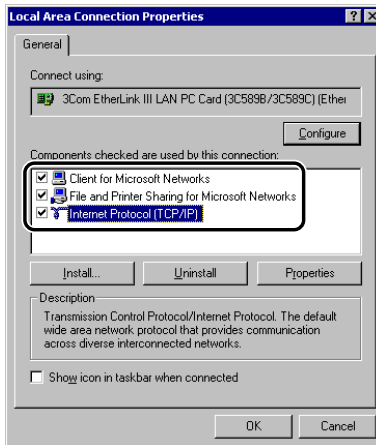 Local Area Connection Properties
General
Connect using:
3Com EtherLink III LAN PC Card (3C589B/3C589C) (Ether
Configure
Components checked are used by this connection:
Client for Microsoft Networks
File and Printer Sharing for Microsoft Networks
Internet Protocol (TCP/IP)
Install... Uninstall Properties
Description
Transmission Control Protocol/Internet Protocol. The default
wide area network protocol that provides communication
across diverse interconnected networks.
Show icon in taskbar when connected
OK Cancel